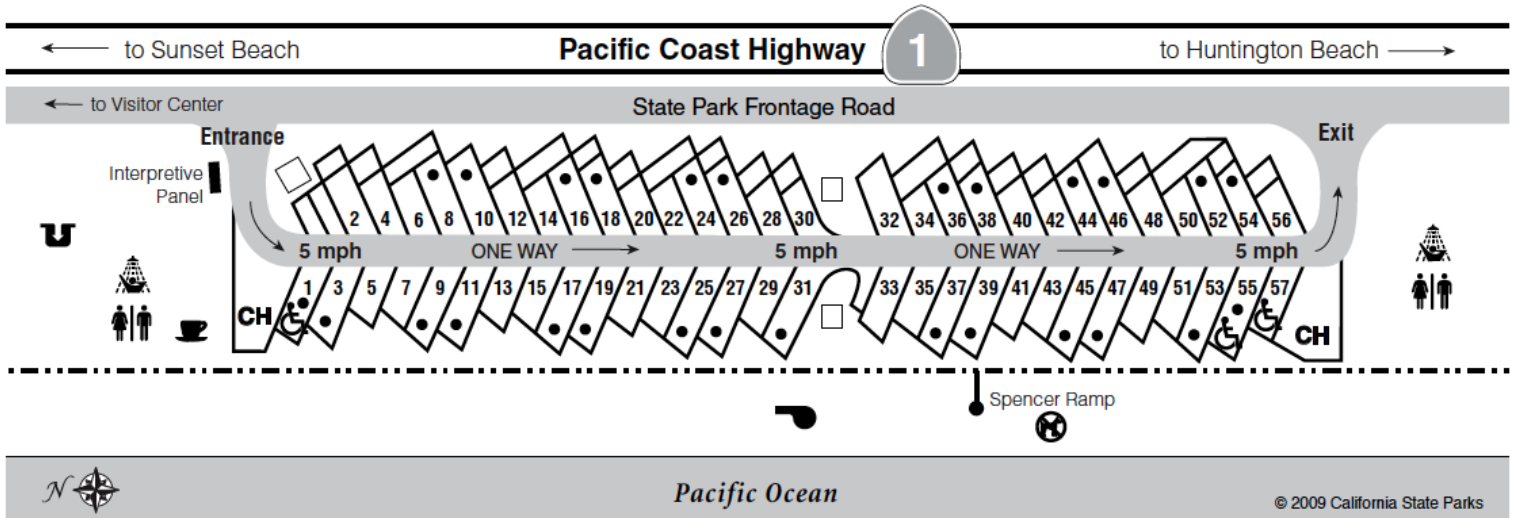 to Sunset Beach
Pacific Coast Highway
1
to Huntington Beach
to Visitor Center
State Park Frontage Road
Entrance
Exit
Interpretive
Panel
2 4 6 8 10 12 14 16 18 20 22 24 26 28 30 32 34 36 38 40 42 44 46 48 50 52 54 56
5 mph ONE WAY 5 mph ONE WAY 5 mph
1 3 5 7 9 11 13 15 17 19 21 23 25 27 29 31 33 35 37 39 41 43 45 47 49 51 53 55 57
CH CH
Spencer Ramp
N
Pacific Ocean
© 2009 California State Parks